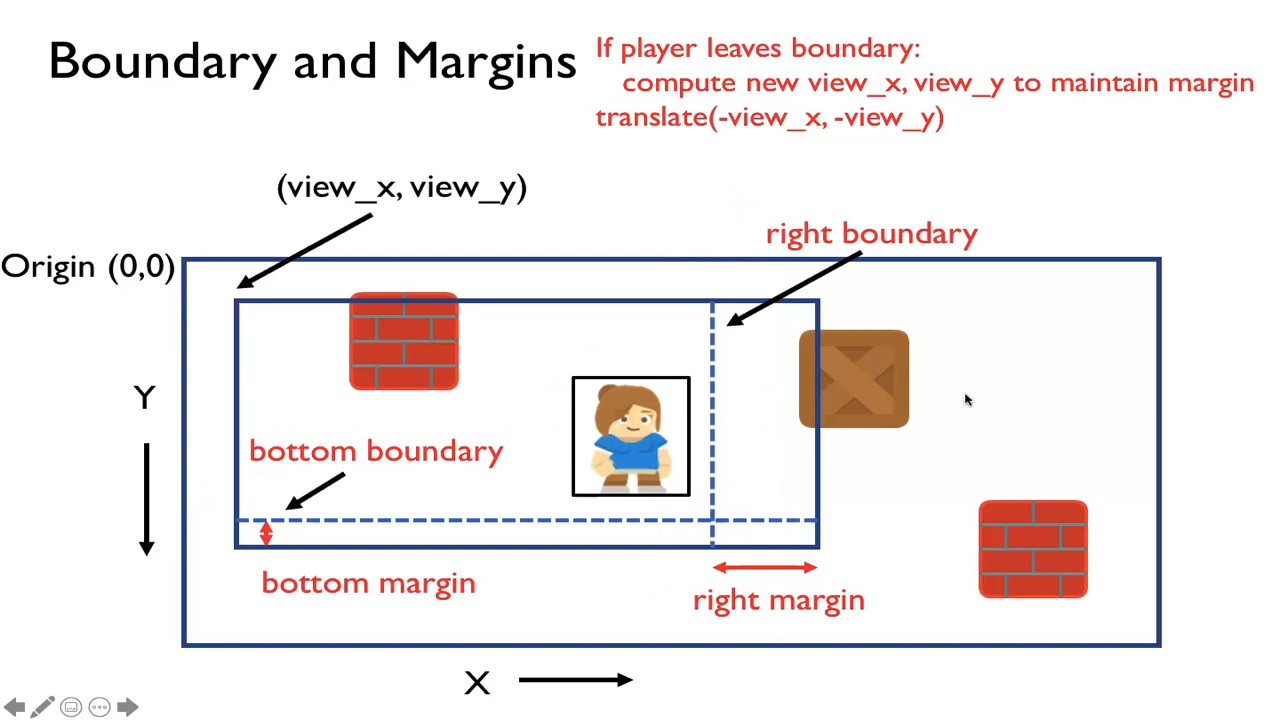 Boundary and Margins
If player leaves boundary:
compute new view_x, view_y to maintain margin
translate(-view_x, -view_y)
(view_x, view_y)
right boundary
Origin (0,0)
Y
bottom boundary
bottom margin
right margin
X